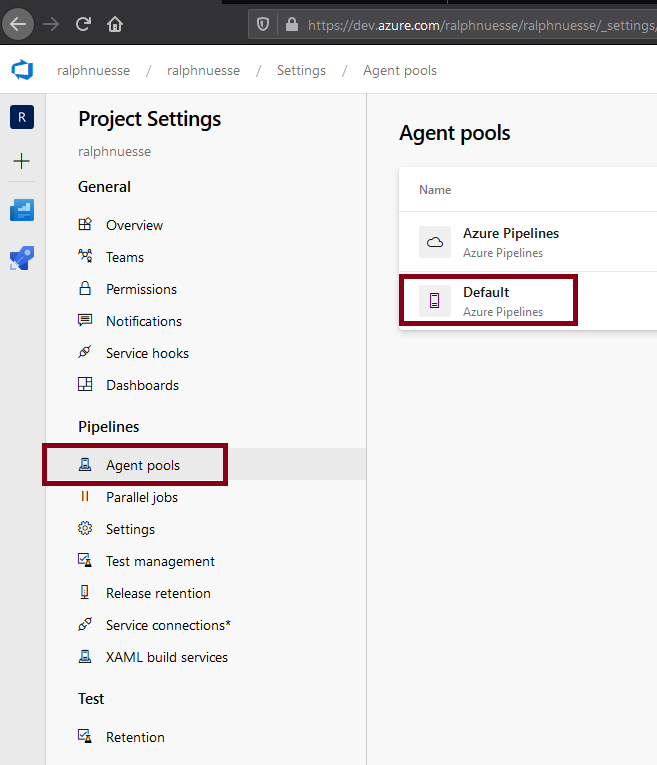 https://dev.azure.com/ralphnuesse/ralphnuesse/_settings/
ralphnuesse / ralphnuesse / Settings / Agent pools
R
Project Settings
ralphnuesse
General
Overview
Teams
Permissions
Notifications
Service hooks
Dashboards
Pipelines
Agent pools
Parallel jobs
Settings
Test management
Release retention
Service connections*
XAML build services
Test
Retention
Agent pools
Name
Azure Pipelines
Azure Pipelines
Default
Azure Pipelines